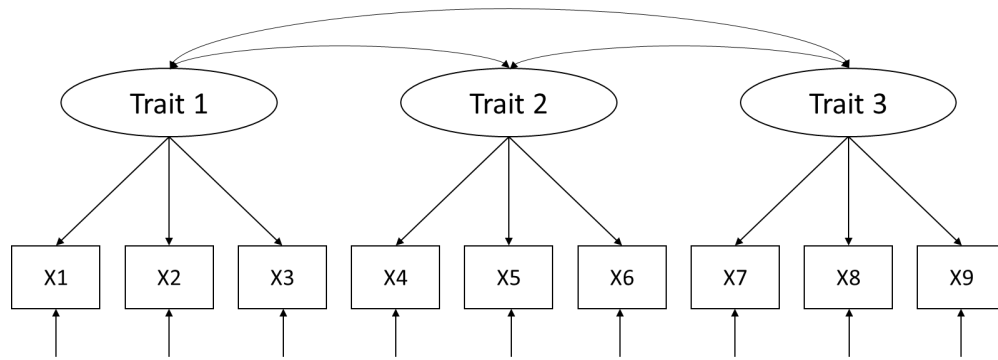 Trait 1 Trait 2 Trait 3
X1 X2 X3 X4 X5 X6 X7 X8 X9